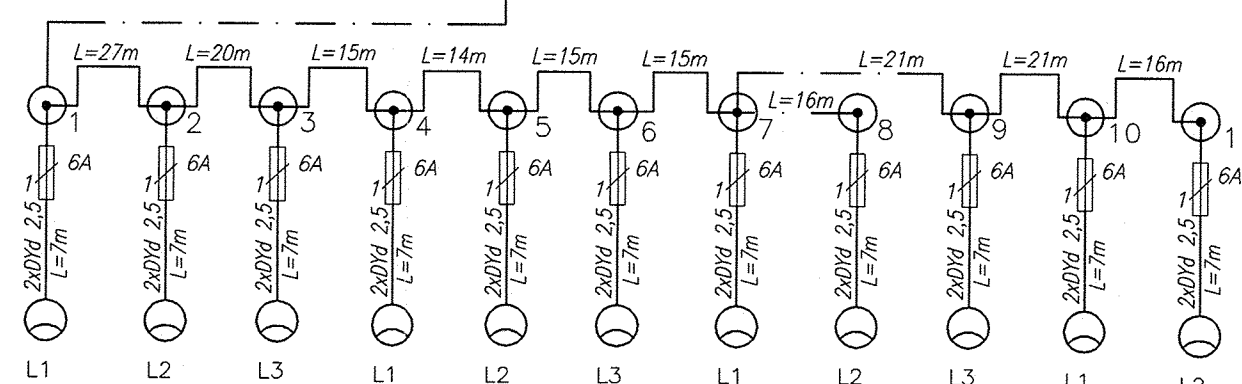 L=27m L=20m L=15m L=14m L=15m L=15m L=21m L=21m L=16m
L=16m
1 2 3 4 5 6 7 8 9 10 1
6A 6A 6A 6A 6A 6A 6A 6A 6A 6A 6A
1 1 1 1 1 1 1 1 1 1 1
2xDYd 2,5 2xDYd 2,5 2xDYd 2,5 2xDYd 2,5 2xDYd 2,5 2xDYd 2,5 2xDYd 2,5 2xDYd 2,5 2xDYd 2,5 2xDYd 2,5 2xDYd 2,5
L=7m L=7m L=7m L=7m L=7m L=7m L=7m L=7m L=7m L=7m L=7m
L1 L2 L3 L1 L2 L3 L1 L2 L3 L1